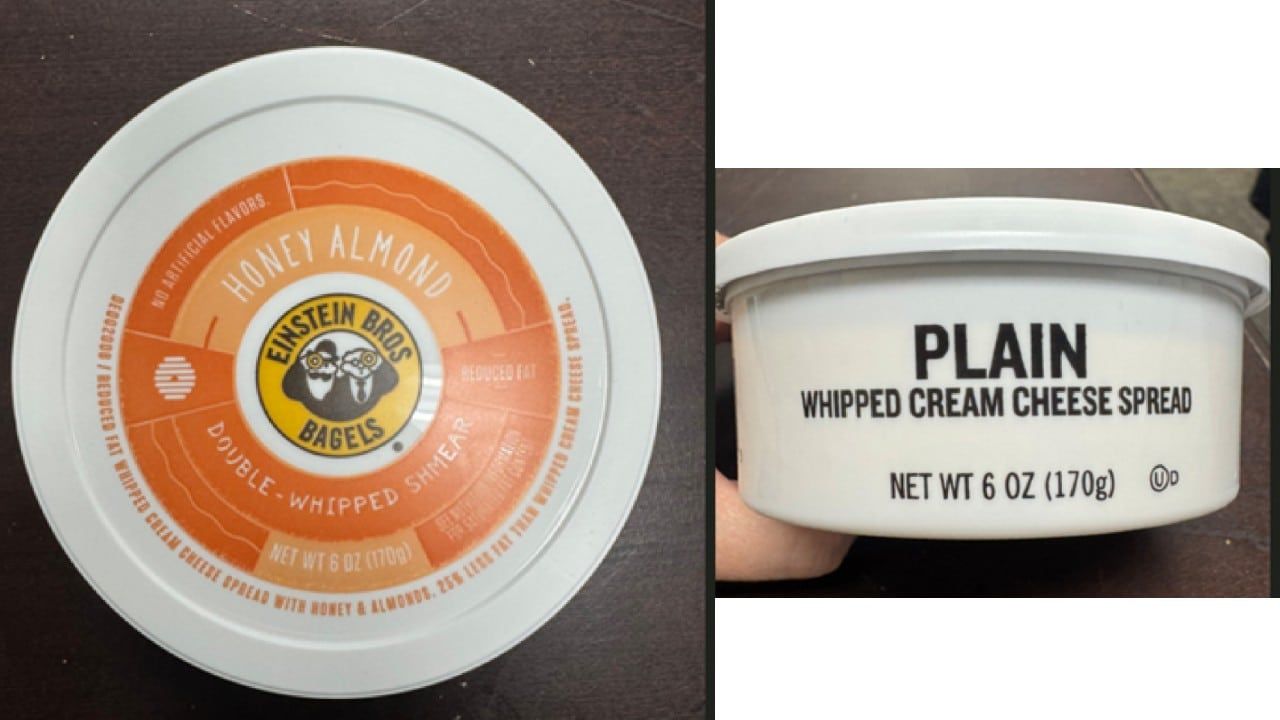 NO ARTIFICIAL FLAVORS.
HONEY ALMOND
EINSTEIN BROS
BAGELS
REDUCED FAT
DOUBLE-WHIPPED SHMEAR
NET WT 6 OZ (170g)
REDUCED FAT WHIPPED CREAM CHEESE SPREAD WITH HONEY & ALMONDS. 25% LESS FAT THAN WHIPPED CREAM CHEESE SPREAD.
PLAIN
WHIPPED CREAM CHEESE SPREAD
NET WT 6 OZ (170g)
U D